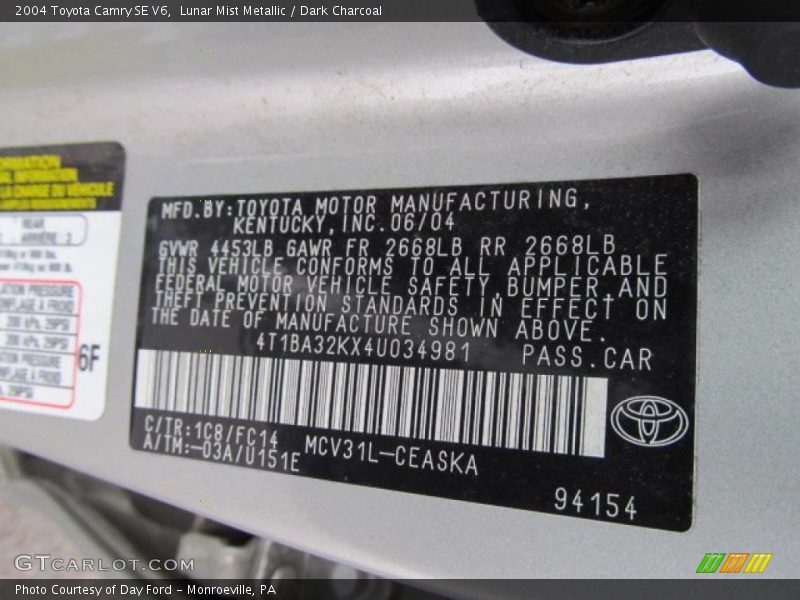 2004 Toyota Camry SE V6,  Lunar Mist Metallic / Dark Charcoal
MFD.BY:TOYOTA MOTOR MANUFACTURING,
KENTUCKY,INC.06/04
GVWR 4453LB GAWR FR 2668LB RR 2668LB
THIS VEHICLE CONFORMS TO ALL APPLICABLE
FEDERAL MOTOR VEHICLE SAFETY,BUMPER,AND
THEFT PREVENTION STANDARDS IN EFFECT ON
THE DATE OF MANUFACTURE SHOWN ABOVE.
4T1BA32KX4U034981 PASS.CAR
C/TR:1C8/FC14 MCV31L-CEASKA
A/TM:-03A/U151E
94154
REAR
6F
GTCARLOT.COM
Photo Courtesy of Day Ford – Monroeville, PA